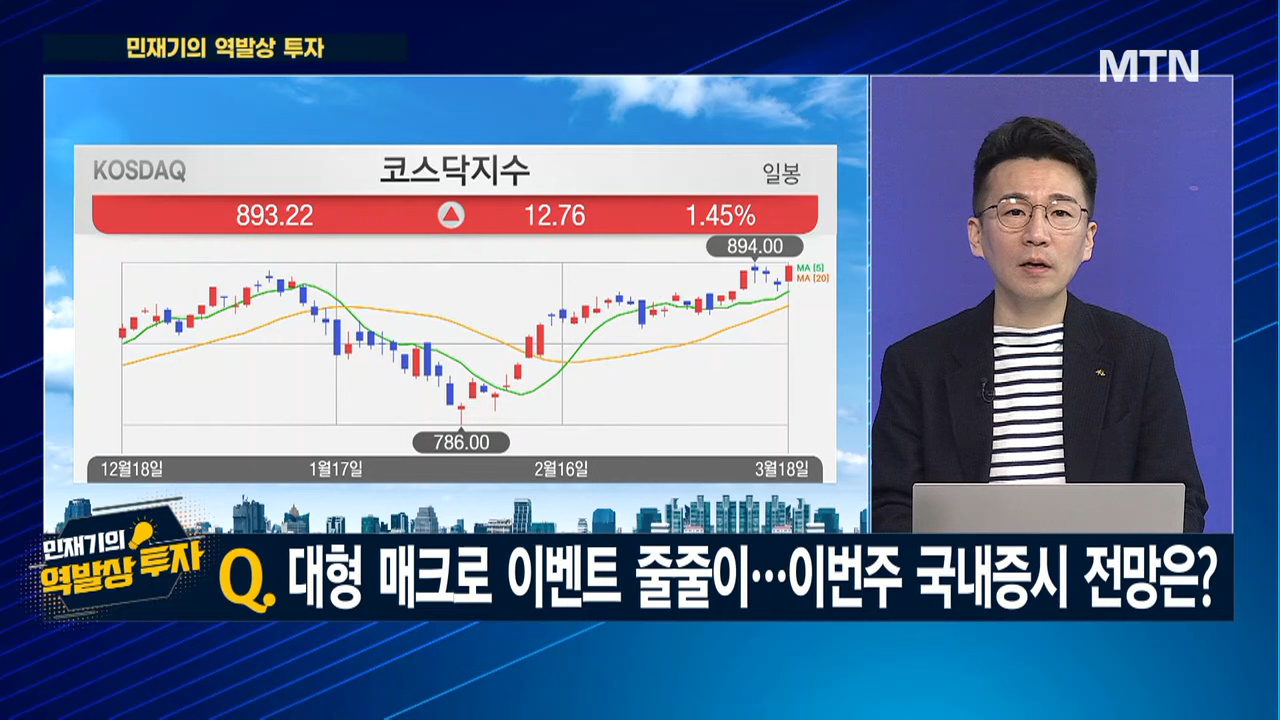 민재기의 역발상 투자
MTN
KOSDAQ
코스닥지수
일봉
893.22
12.76
1.45%
894.00
MA [5]
MA [20]
786.00
12월18일
1월17일
2월16일
3월18일
민재기의
역발상 투자
Q. 대형 매크로 이벤트 줄줄이…이번주 국내증시 전망은?